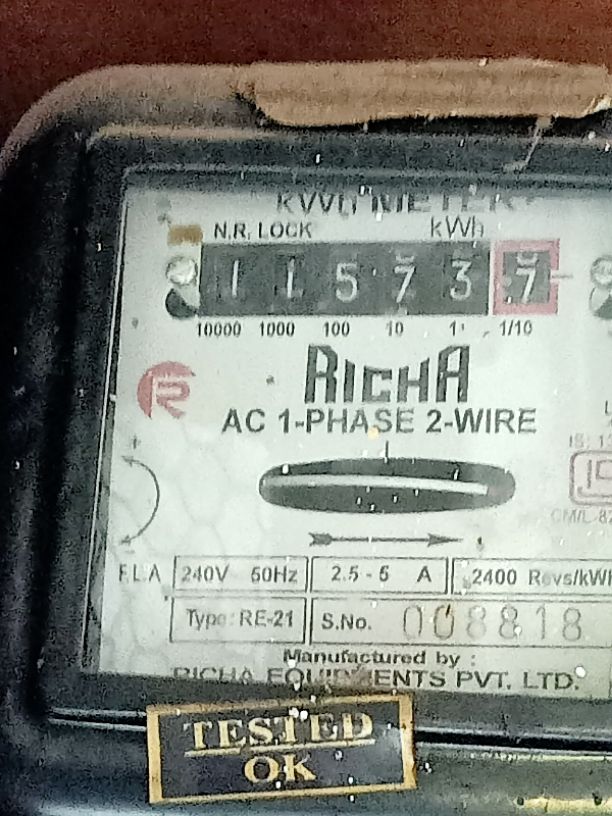 kWh METER
N.R. LOCK kWh
1 1 5 7 3 7
10000 1000 100 10 1 1/10
R
RICHA
AC 1-PHASE 2-WIRE
F.L.A 240V 50Hz 2.5 - 5 A 2400 Revs/kWh
Type: RE-21 S.No. 008818
CM/L-82
Manufactured by :
RICHA EQUIPMENTS PVT. LTD.
TESTED
OK